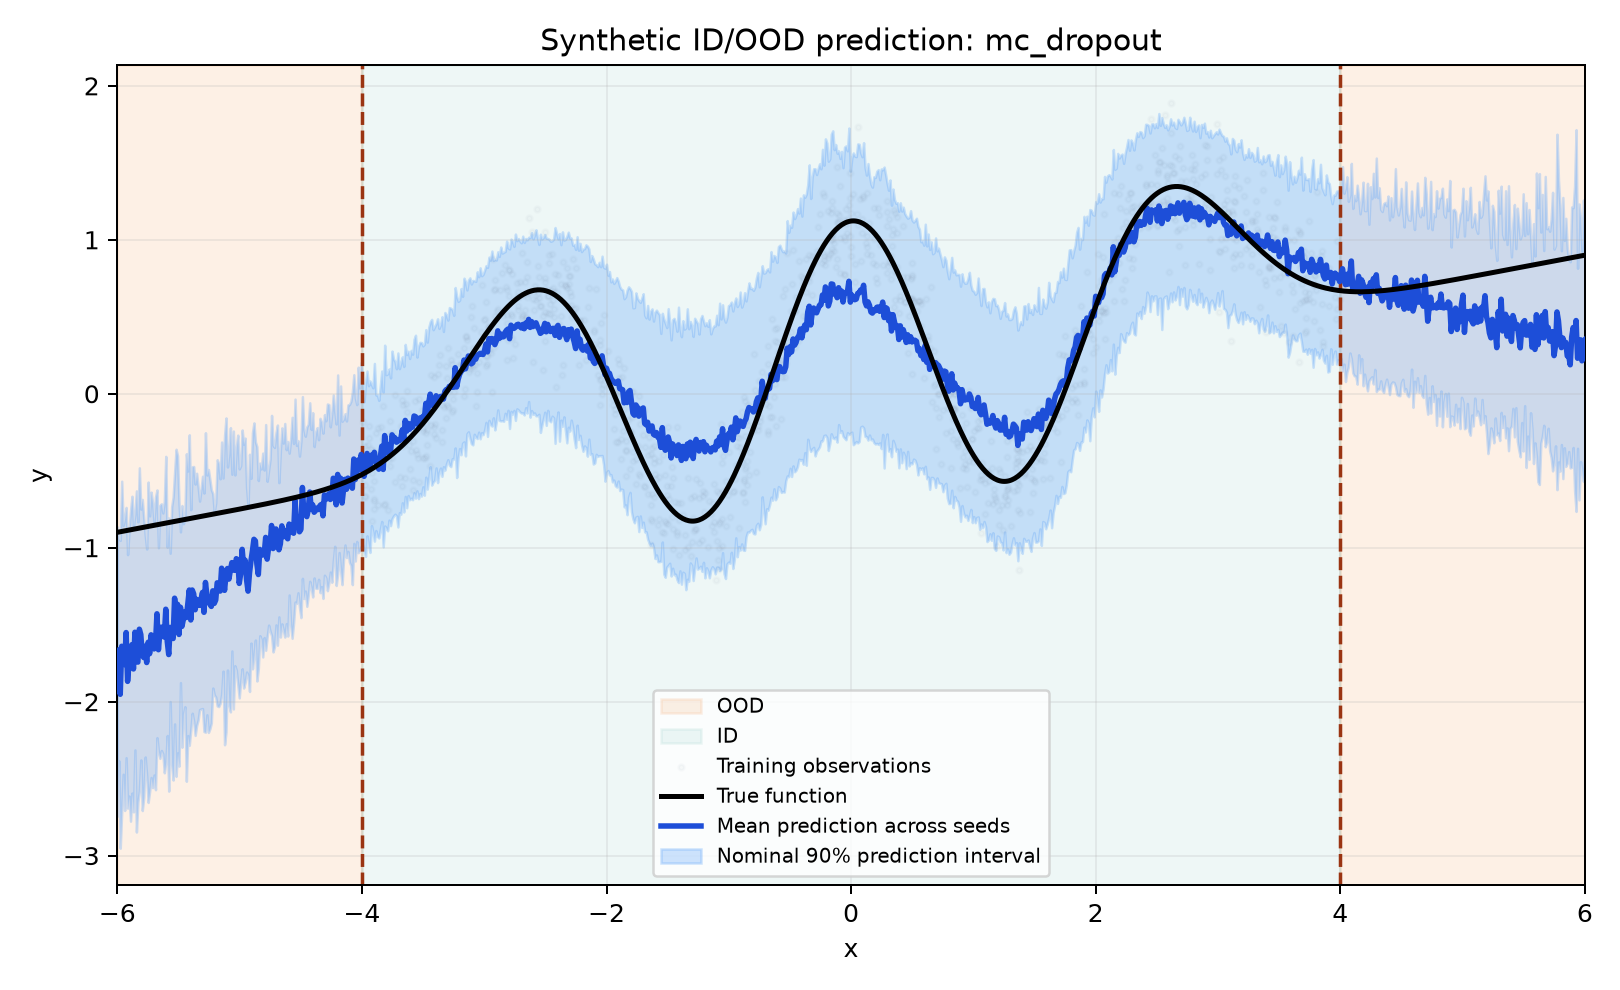 Synthetic ID/OOD prediction: mc_dropout
2
1
0
−1
−2
−3
y
OOD
ID
Training observations
True function
Mean prediction across seeds
Nominal 90% prediction interval
−6
−4
−2
0
2
4
6
x